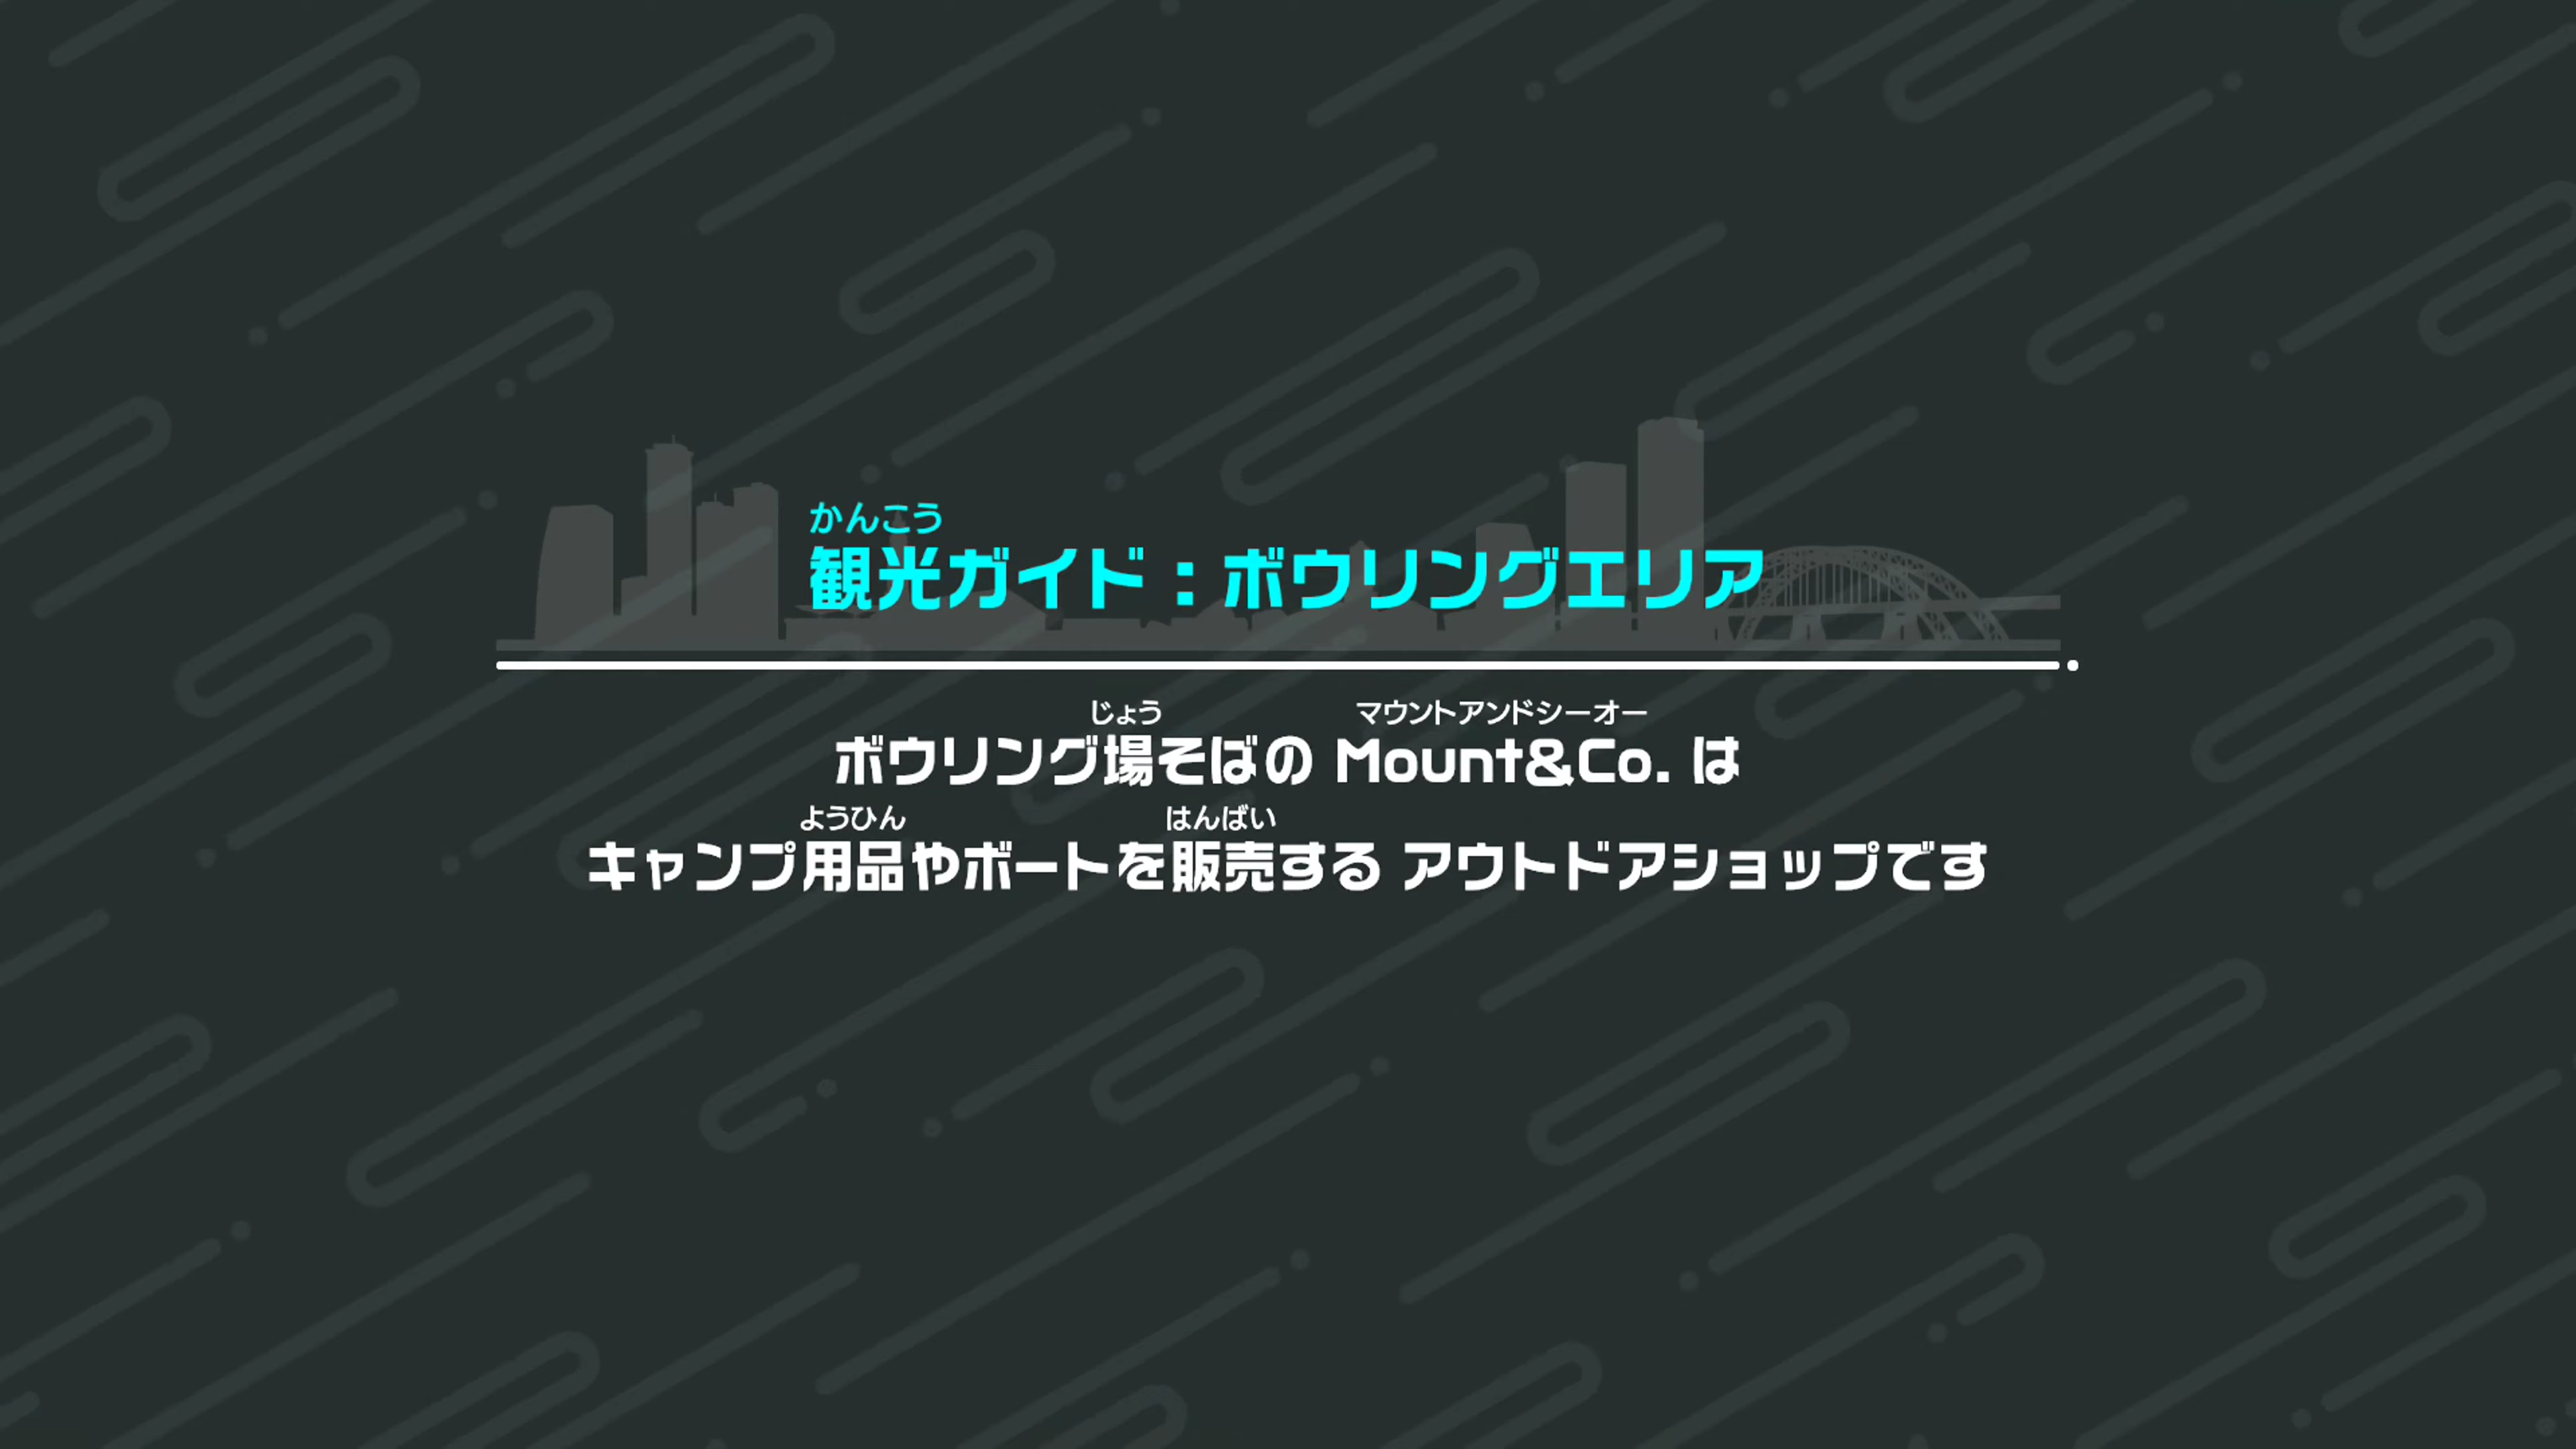 かんこう
観光ガイド：ボウリングエリア
じょう マウントアンドシーオー
ボウリング場そばの Mount&Co. は
ようひん はんばい
キャンプ用品やボートを販売する アウトドアショップです